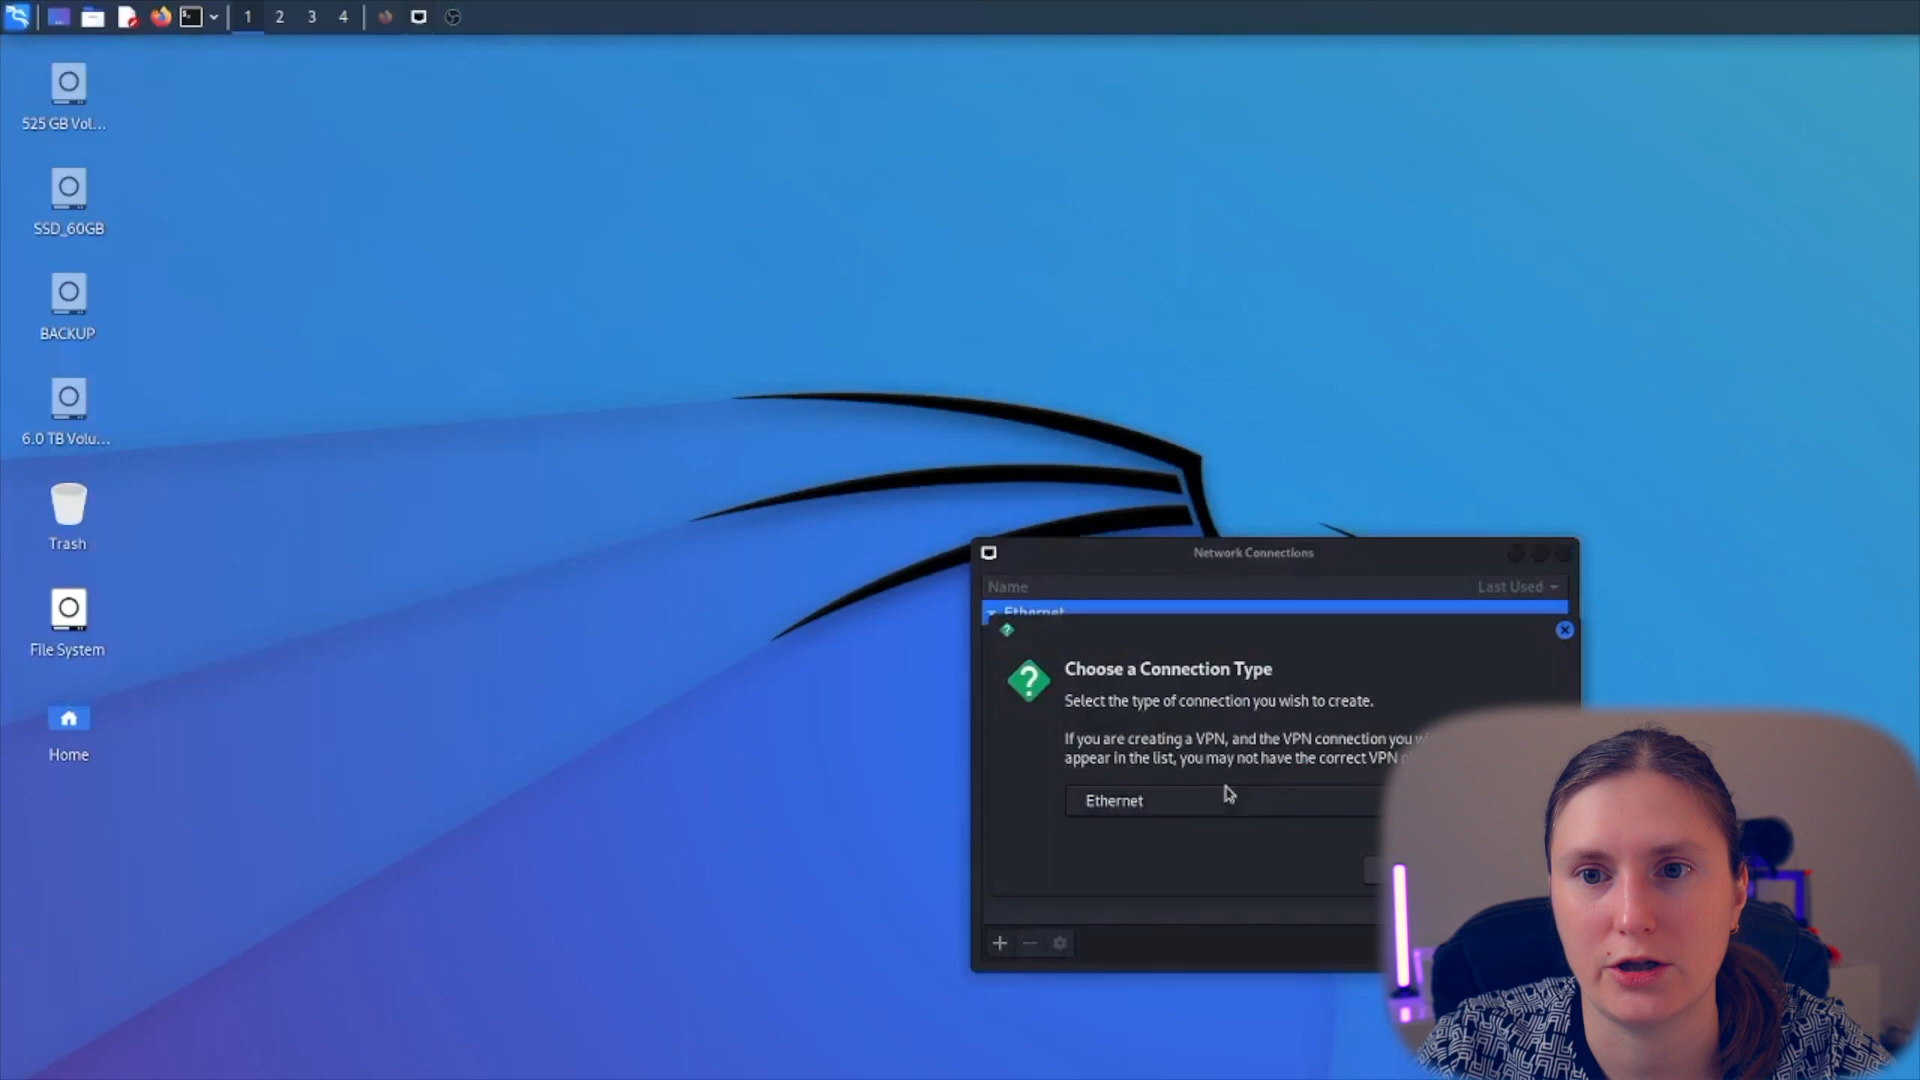 1 2 3 4
525 GB Vol...
SSD_60GB
BACKUP
6.0 TB Volu...
Trash
File System
Home
Network Connections
Name Last Used
Ethernet
Choose a Connection Type
Select the type of connection you wish to create.
If you are creating a VPN, and the VPN connection you
appear in the list, you may not have the correct VPN
Ethernet